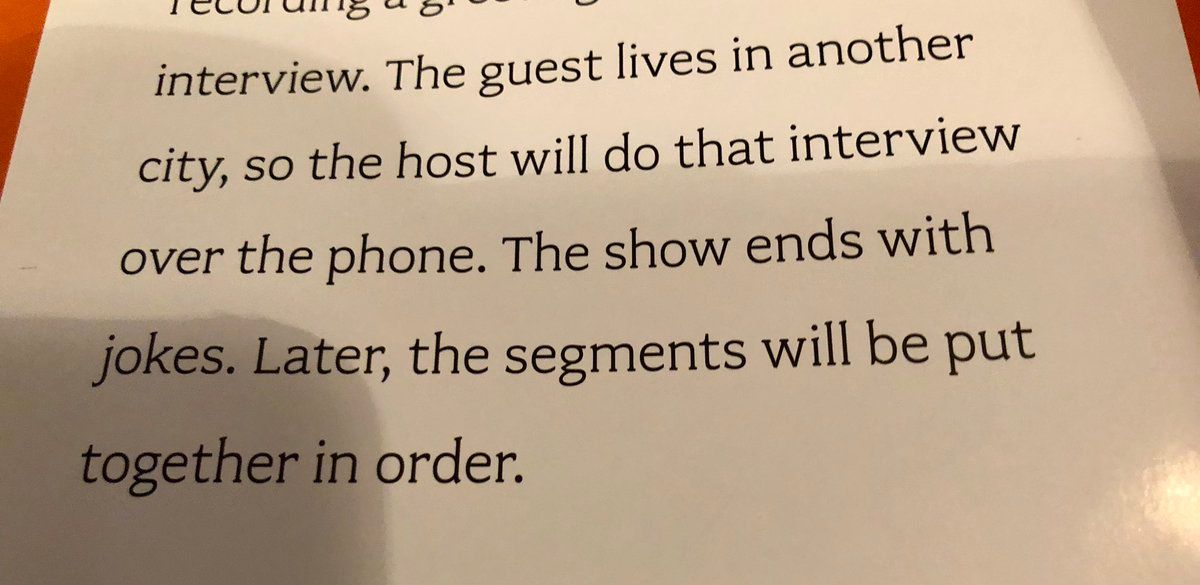 recording a
interview. The guest lives in another
city, so the host will do that interview
over the phone. The show ends with
jokes. Later, the segments will be put
together in order.